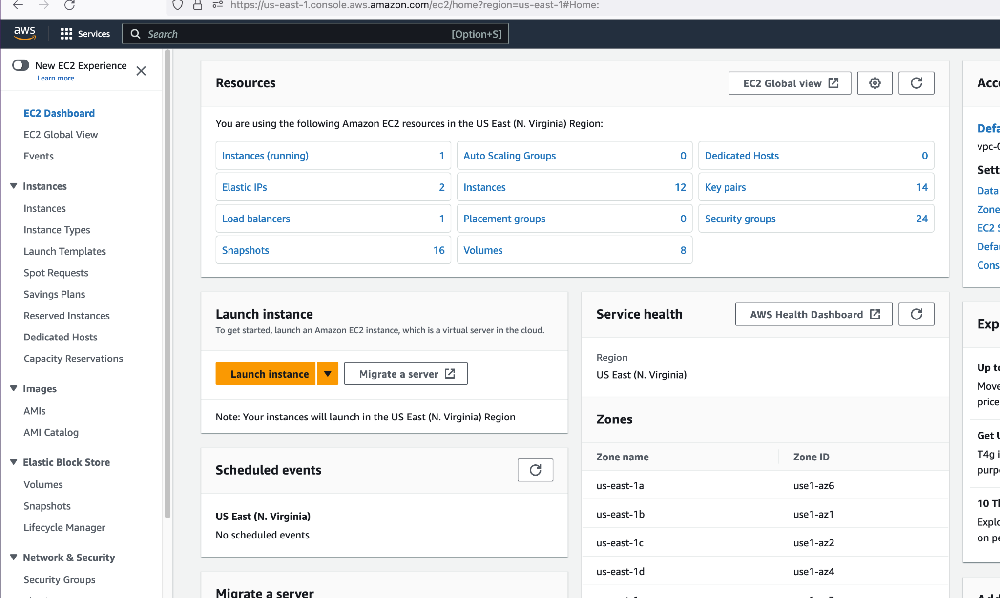 https://us-east-1.console.aws.amazon.com/ec2/home?region=us-east-1#Home:
aws
Services
Search
[Option+S]
New EC2 Experience
Learn more
EC2 Dashboard
EC2 Global View
Events
Instances
Instances
Instance Types
Launch Templates
Spot Requests
Savings Plans
Reserved Instances
Dedicated Hosts
Capacity Reservations
Images
AMIs
AMI Catalog
Elastic Block Store
Volumes
Snapshots
Lifecycle Manager
Network & Security
Security Groups
Resources
EC2 Global view
You are using the following Amazon EC2 resources in the US East (N. Virginia) Region:
Instances (running) 1
Auto Scaling Groups 0
Dedicated Hosts 0
Elastic IPs 2
Instances 12
Key pairs 14
Load balancers 1
Placement groups 0
Security groups 24
Snapshots 16
Volumes 8
Launch instance
To get started, launch an Amazon EC2 instance, which is a virtual server in the cloud.
Launch instance
Migrate a server
Note: Your instances will launch in the US East (N. Virginia) Region
Scheduled events
US East (N. Virginia)
No scheduled events
Migrate a server
Service health
AWS Health Dashboard
Region
US East (N. Virginia)
Zones
Zone name Zone ID
us-east-1a use1-az6
us-east-1b use1-az1
us-east-1c use1-az2
us-east-1d use1-az4
Acc
Defa
vpc-0
Sett
Data
Zone
EC2 S
Defau
Cons
Exp
Up to
Move
price
Get U
T4g i
purp
10 Th
Explo
on pe